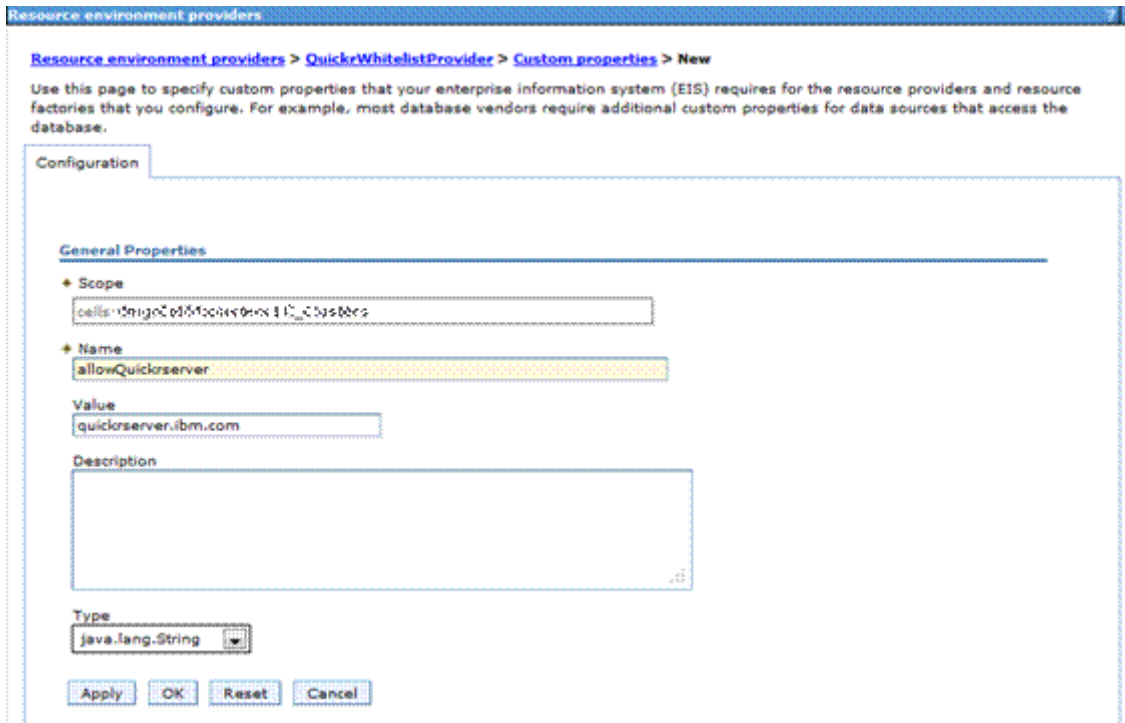 Resource environment providers ?
Resource environment providers > QuickrWhitelistProvider > Custom properties > New
Use this page to specify custom properties that your enterprise information system (EIS) requires for the resource providers and resource
factories that you configure. For example, most database vendors require additional custom properties for data sources that access the
database.
Configuration
General Properties
Scope
Name
allowQuickrserver
Value
quickrserver.ibm.com
Description
Type
java.lang.String
Apply OK Reset Cancel